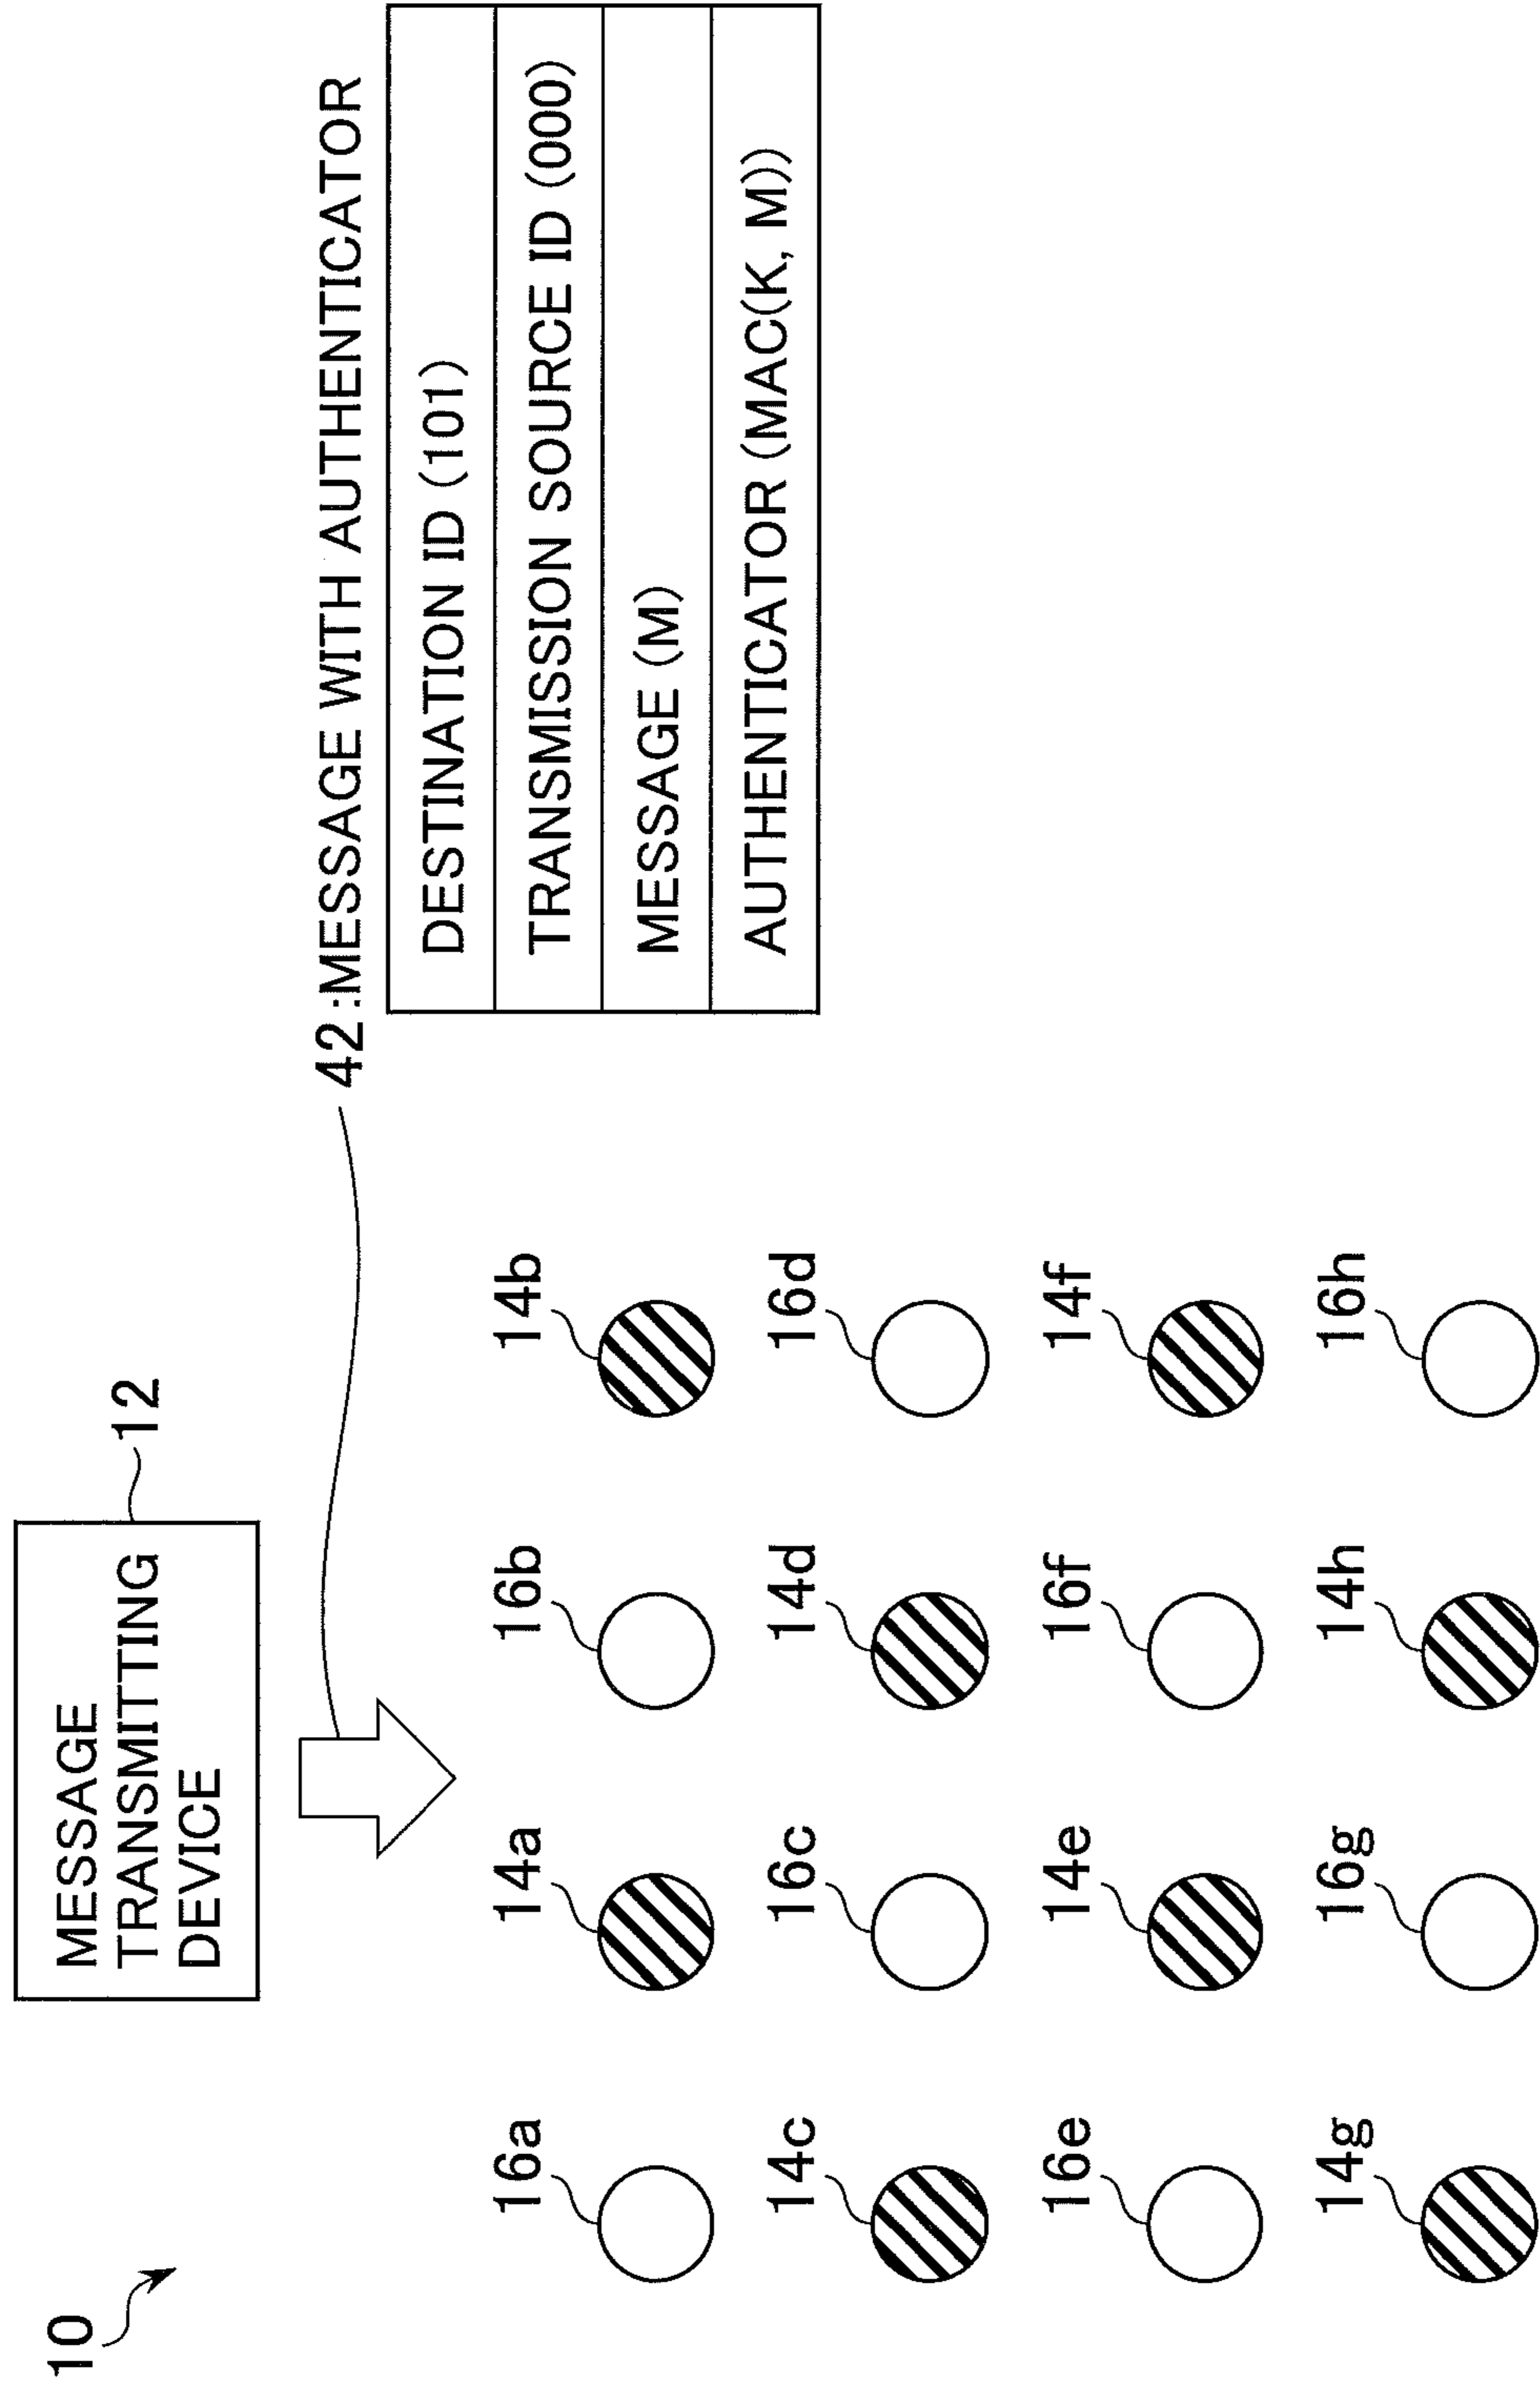 10
MESSAGE
TRANSMITTING
DEVICE
12
42:MESSAGE WITH AUTHENTICATOR
DESTINATION ID (101)
TRANSMISSION SOURCE ID (000)
MESSAGE (M)
AUTHENTICATOR (MAC(K, M))
16a 14a 16b 14b
14c 16c 14d 16d
16e 14e 16f 14f
14g 16g 14h 16h